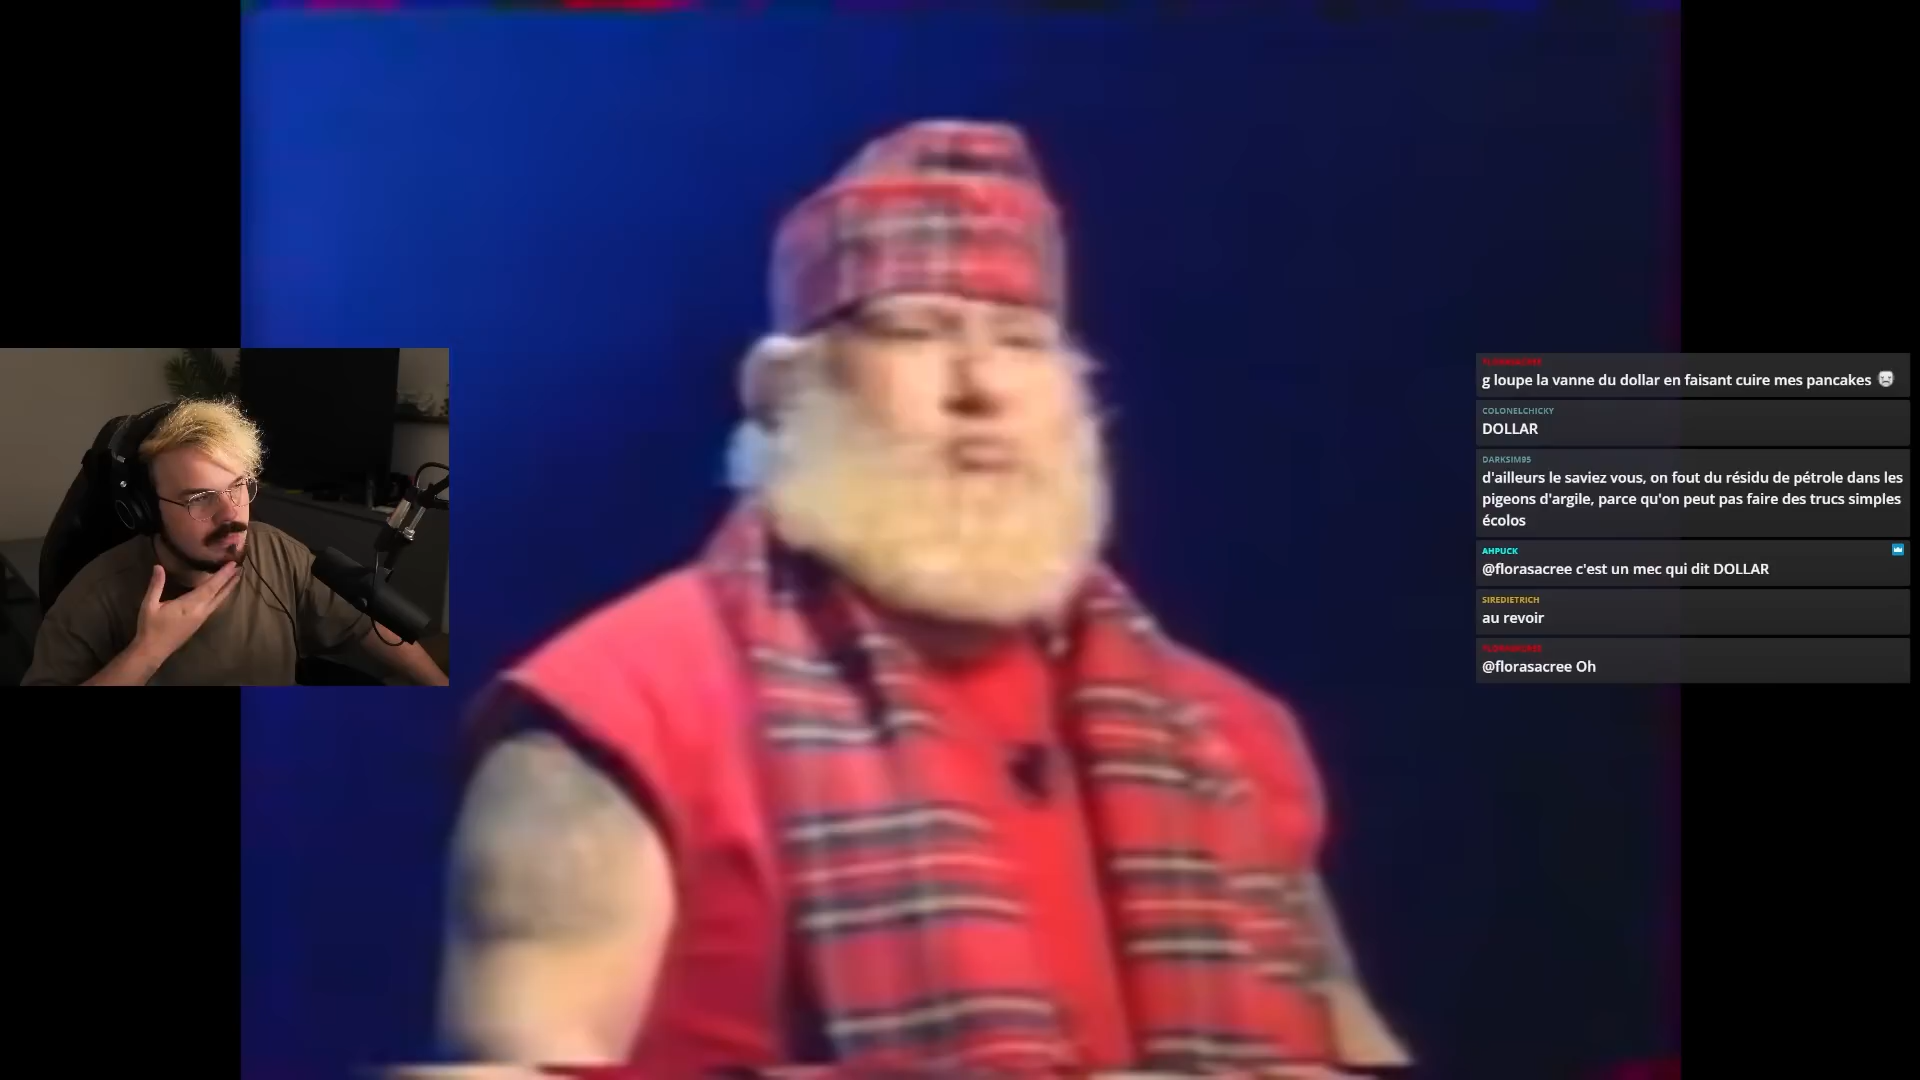 g loupe la vanne du dollar en faisant cuire mes pancakes
COLONELCHICKY
DOLLAR
DARKSIM95
d'ailleurs le saviez vous, on fout du résidu de pétrole dans les
pigeons d'argile, parce qu'on peut pas faire des trucs simples
écolos
AHPUCK
@florasacree c'est un mec qui dit DOLLAR
SIREDIETRICH
au revoir
@florasacree Oh